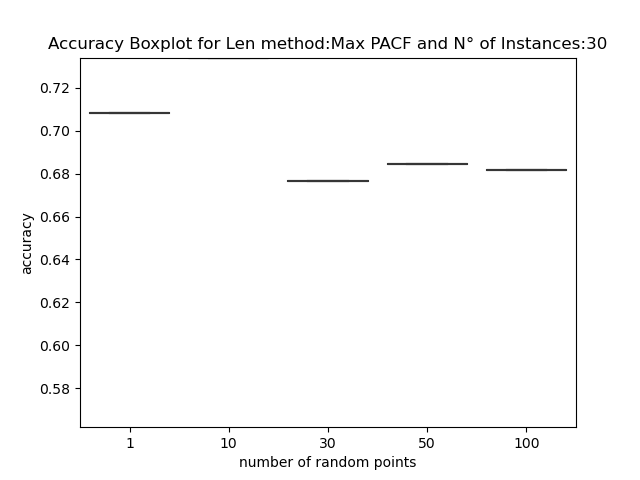 Accuracy Boxplot for Len method:Max PACF and N° of Instances:30
0.72
0.70
0.68
0.66
0.64
0.62
0.60
0.58
accuracy
1 10 30 50 100
number of random points